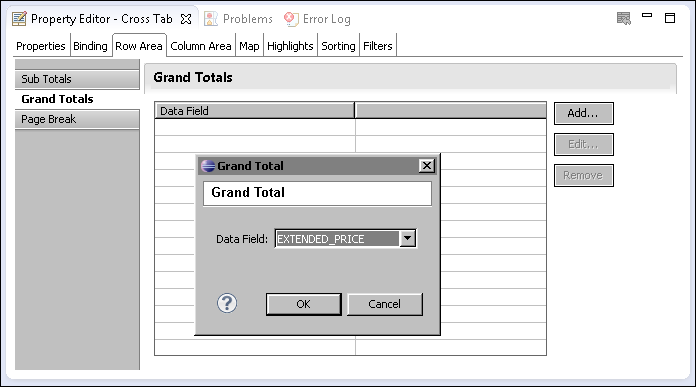 Property Editor - Cross Tab Problems Error Log
Properties Binding Row Area Column Area Map Highlights Sorting Filters
Sub Totals
Grand Totals
Page Break
Grand Totals
Data Field
Add...
Edit...
Remove
Grand Total
Grand Total
Data Field: EXTENDED_PRICE
? OK Cancel